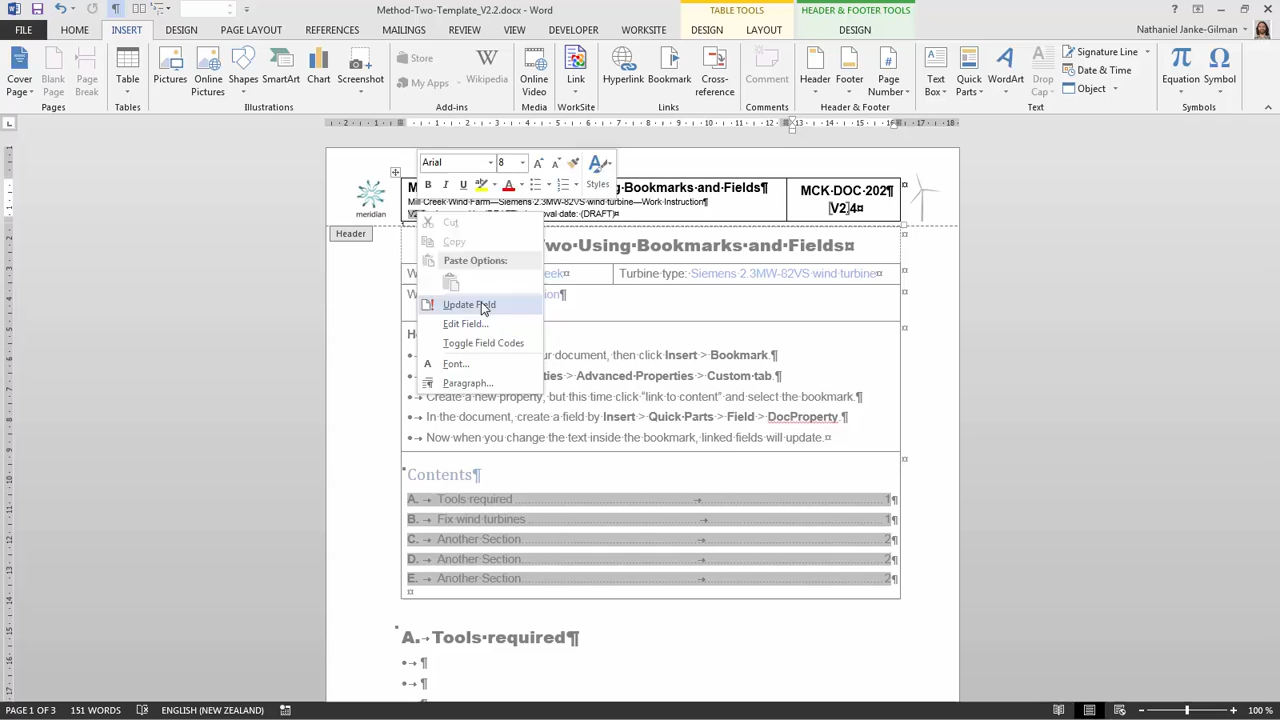 Method-Two-Template_V2.2.docx - Word
TABLE TOOLS
HEADER & FOOTER TOOLS
FILE HOME INSERT DESIGN PAGE LAYOUT REFERENCES MAILINGS REVIEW VIEW DEVELOPER WORKSITE DESIGN LAYOUT DESIGN
Nathaniel Janke-Gilman
Cover Page
Blank Page
Page Break
Table
Pictures
Online Pictures
Shapes
SmartArt
Chart
Screenshot
Store
My Apps
Wikipedia
Online Video
Link
Hyperlink
Bookmark
Cross-reference
Comment
Header
Footer
Page Number
Text Box
Quick Parts
WordArt
Drop Cap
Signature Line
Date & Time
Object
Equation
Symbol
Pages Tables Illustrations Add-ins Media WorkSite Links Comments Header & Footer Text Symbols
Arial 8
B I U
Styles
meridian
Bookmarks·and·Fields¶
Mill·Creek·Wind·Farm—Siemens·2.3MW-82VS·wind·turbine—Work·Instruction¶
date:·(DRAFT)¤
MCK·DOC·202¶
V2.4¤
Header
Cut
Copy
Paste Options:
Update Field
Edit Field...
Toggle Field Codes
Font...
Paragraph...
Two·Using·Bookmarks·and·Fields¤
Turbine·type:·Siemens·2.3MW-82VS·wind·turbine¤
document,·then·click·Insert·>·Bookmark.¶
>·Advanced·Properties·>·Custom·tab.¶
Create·a·new·property,·but·this·time·click·"link·to·content"·and·select·the·bookmark.¶
In·the·document,·create·a·field·by·Insert·>·Quick·Parts·>·Field·>·DocProperty.¶
Now·when·you·change·the·text·inside·the·bookmark,·linked·fields·will·update.¤
Contents¶
A. → Tools·required → 1¶
B. → Fix·wind·turbines → 1¶
C. → Another·Section → 2¶
D. → Another·Section → 2¶
E. → Another·Section → 2¶
A.→Tools·required¶
PAGE 1 OF 3 151 WORDS ENGLISH (NEW ZEALAND) 100 %